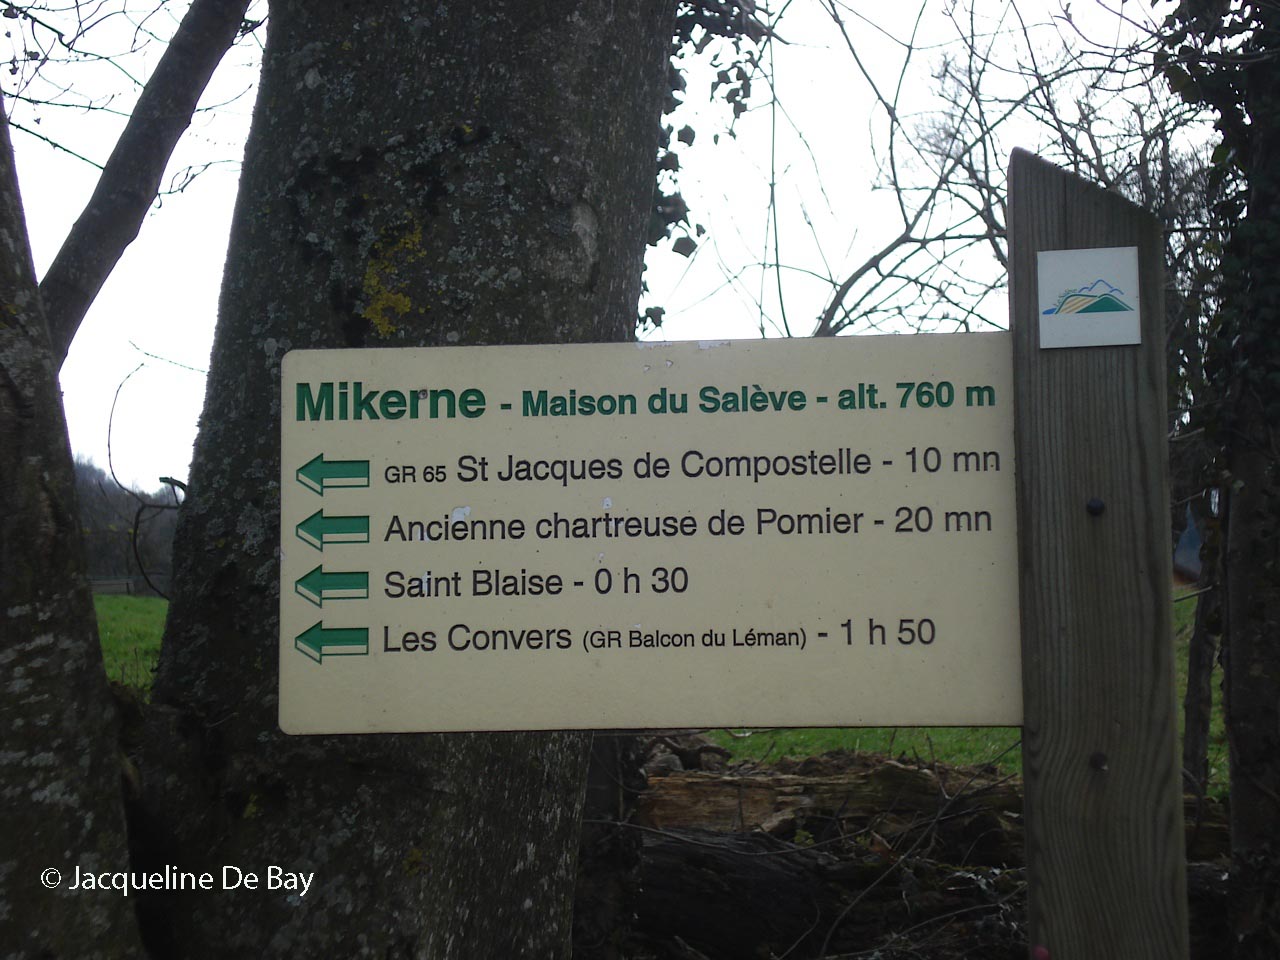 Mikerne - Maison du Salève - alt. 760 m
GR 65 St Jacques de Compostelle - 10 mn
Ancienne chartreuse de Pomier - 20 mn
Saint Blaise - 0 h 30
Les Convers (GR Balcon du Léman) - 1 h 50
© Jacqueline De Bay